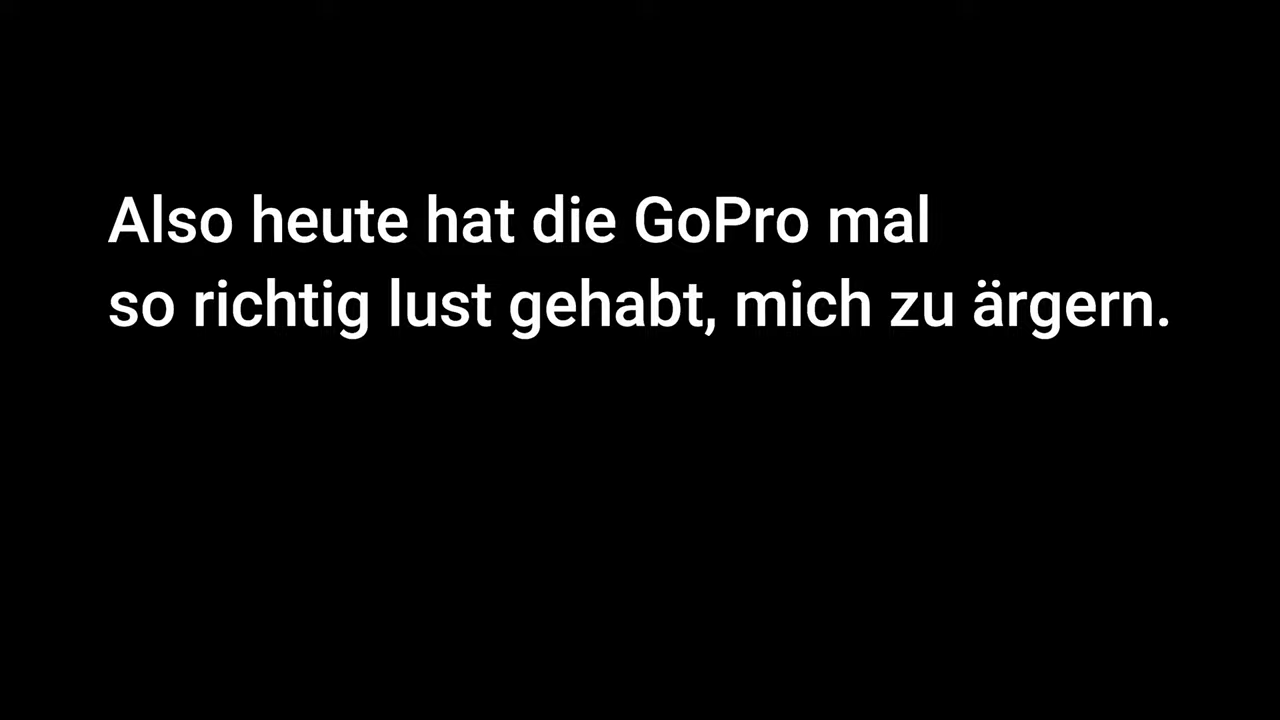 Also heute hat die GoPro mal
so richtig lust gehabt, mich zu ärgern.